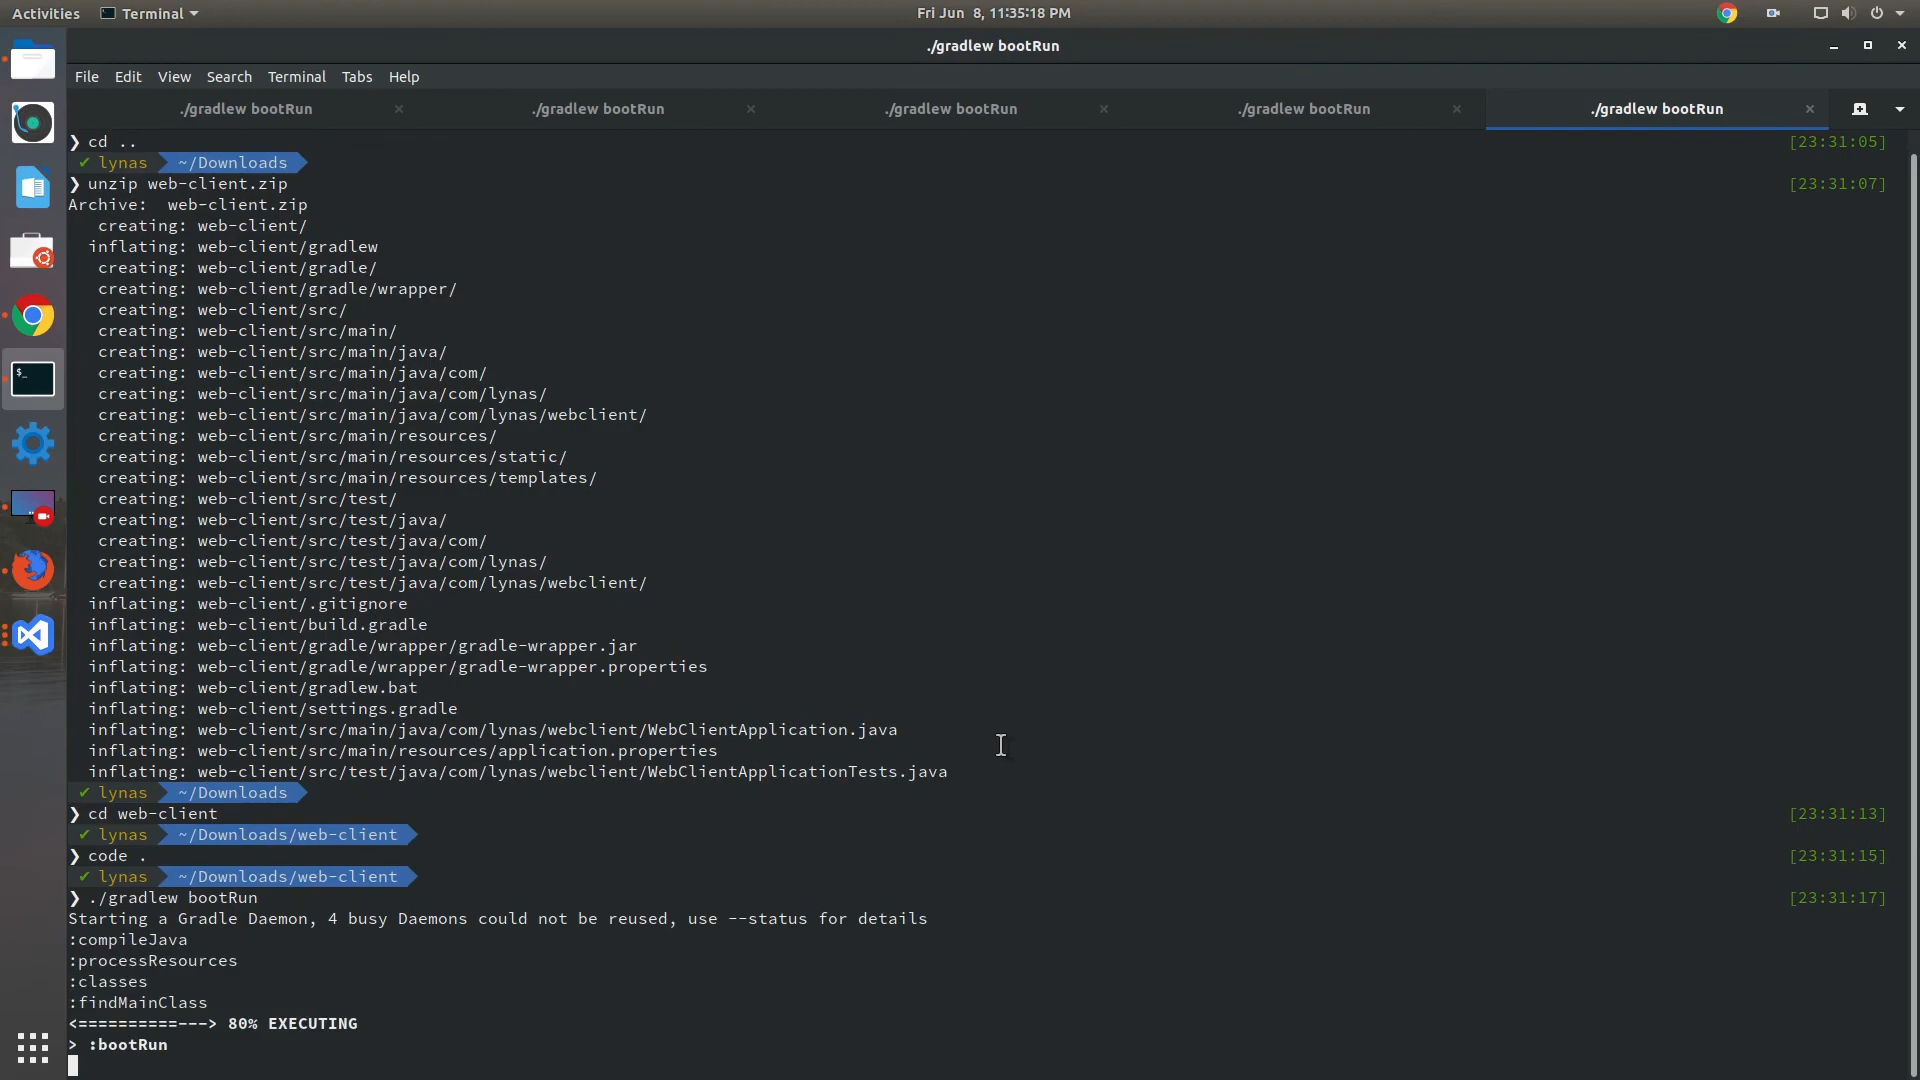 Activities
Terminal
Fri Jun 8, 11:35:18 PM
./gradlew bootRun
File Edit View Search Terminal Tabs Help
./gradlew bootRun × ./gradlew bootRun × ./gradlew bootRun × ./gradlew bootRun × ./gradlew bootRun ×
❯ cd .. [23:31:05]
✔ lynas ~/Downloads
❯ unzip web-client.zip [23:31:07]
Archive:  web-client.zip
   creating: web-client/
  inflating: web-client/gradlew
   creating: web-client/gradle/
   creating: web-client/gradle/wrapper/
   creating: web-client/src/
   creating: web-client/src/main/
   creating: web-client/src/main/java/
   creating: web-client/src/main/java/com/
   creating: web-client/src/main/java/com/lynas/
   creating: web-client/src/main/java/com/lynas/webclient/
   creating: web-client/src/main/resources/
   creating: web-client/src/main/resources/static/
   creating: web-client/src/main/resources/templates/
   creating: web-client/src/test/
   creating: web-client/src/test/java/
   creating: web-client/src/test/java/com/
   creating: web-client/src/test/java/com/lynas/
   creating: web-client/src/test/java/com/lynas/webclient/
  inflating: web-client/.gitignore
  inflating: web-client/build.gradle
  inflating: web-client/gradle/wrapper/gradle-wrapper.jar
  inflating: web-client/gradle/wrapper/gradle-wrapper.properties
  inflating: web-client/gradlew.bat
  inflating: web-client/settings.gradle
  inflating: web-client/src/main/java/com/lynas/webclient/WebClientApplication.java
  inflating: web-client/src/main/resources/application.properties
  inflating: web-client/src/test/java/com/lynas/webclient/WebClientApplicationTests.java
✔ lynas ~/Downloads
❯ cd web-client [23:31:13]
✔ lynas ~/Downloads/web-client
❯ code . [23:31:15]
✔ lynas ~/Downloads/web-client
❯ ./gradlew bootRun [23:31:17]
Starting a Gradle Daemon, 4 busy Daemons could not be reused, use --status for details
:compileJava
:processResources
:classes
:findMainClass
<==========---> 80% EXECUTING
> :bootRun